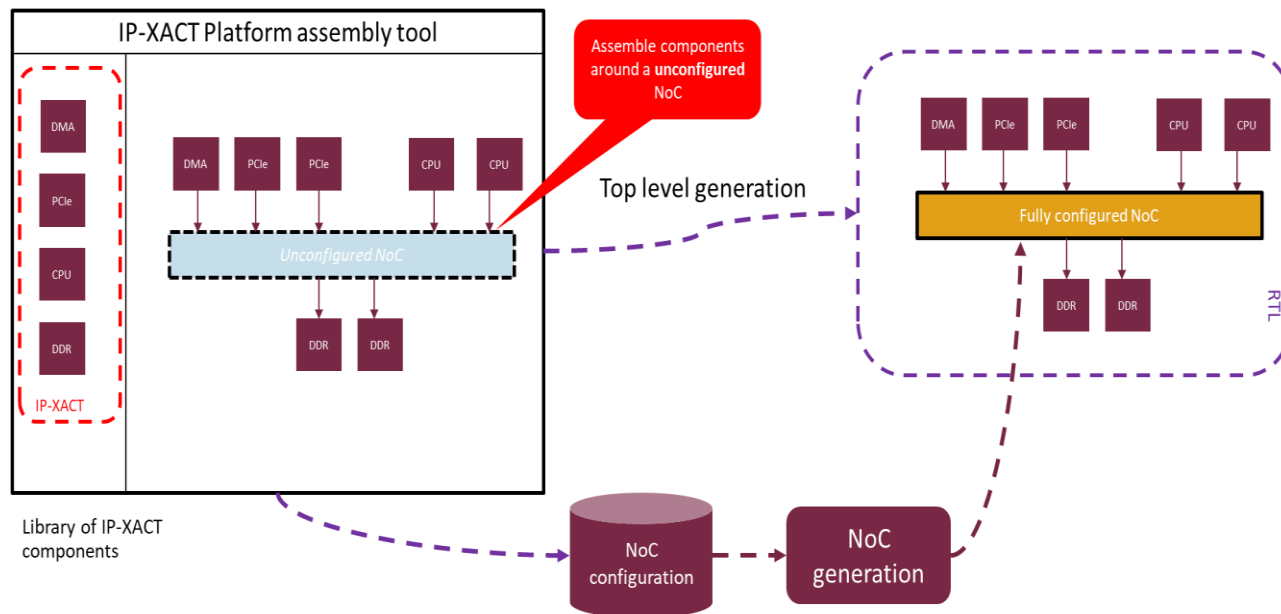 IP-XACT Platform assembly tool
Assemble components
around a unconfigured
NoC
DMA
PCIe
CPU
DDR
IP-XACT
DMA
PCIe
PCIe
CPU
CPU
Unconfigured NoC
DDR
DDR
Top level generation
DMA
PCIe
PCIe
CPU
CPU
Fully configured NoC
DDR
DDR
RTL
Library of IP-XACT
components
NoC
configuration
NoC
generation